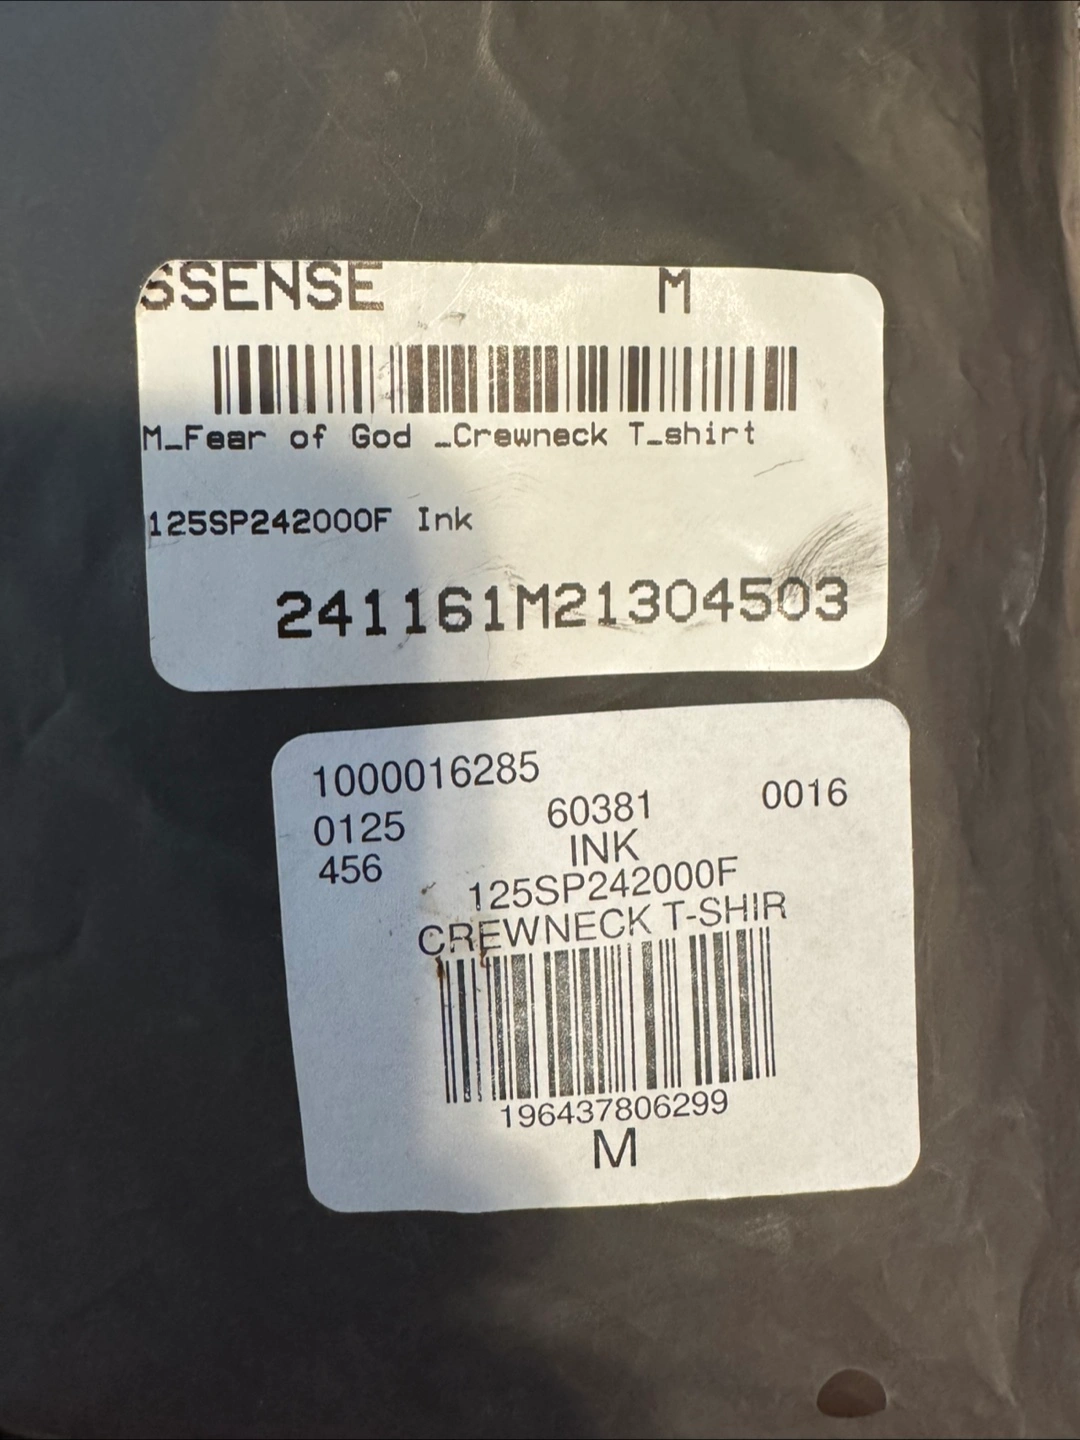 SSENSE M
M_Fear of God _Crewneck T_shirt
125SP242000F Ink
241161M21304503
1000016285
0125 60381 0016
456 INK
125SP242000F
CREWNECK T-SHIR
196437806299
M